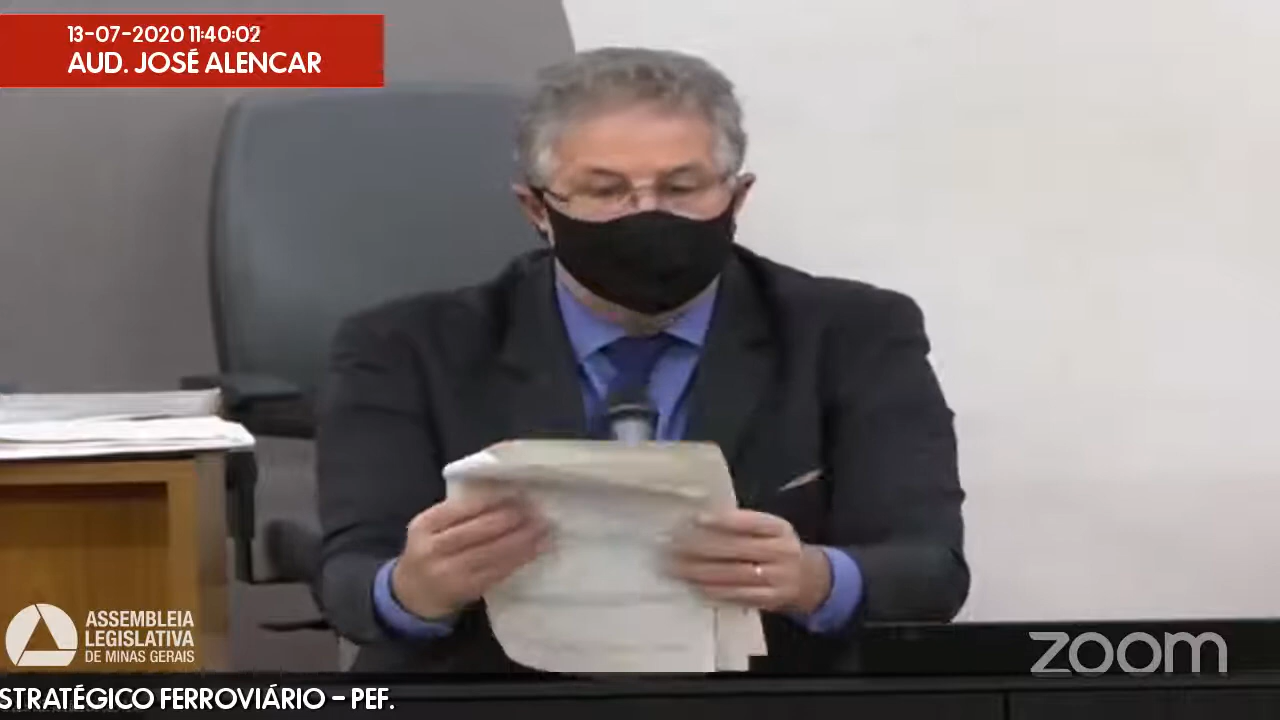 13-07-2020 11:40:02
AUD. JOSÉ ALENCAR
ASSEMBLEIA
LEGISLATIVA
DE MINAS GERAIS
zoom
STRATÉGICO FERROVIÁRIO - PEF.